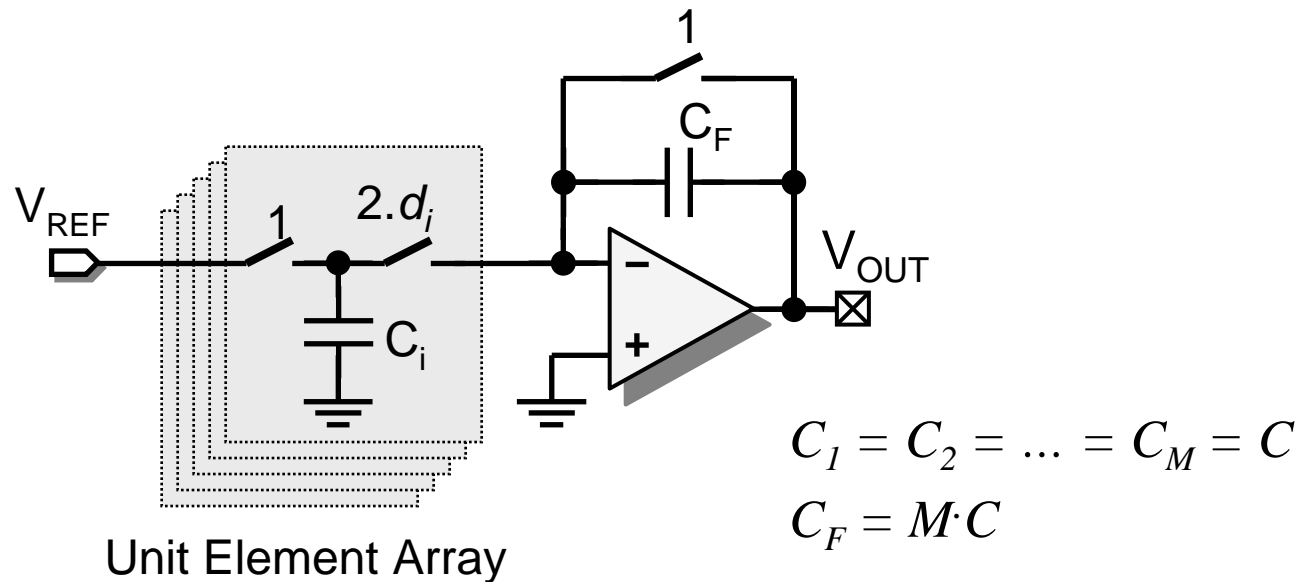 1
C_F
V_REF
1
2.d_i
C_i
−
+
V_OUT
C_1 = C_2 = ... = C_M = C
C_F = M·C
Unit Element Array